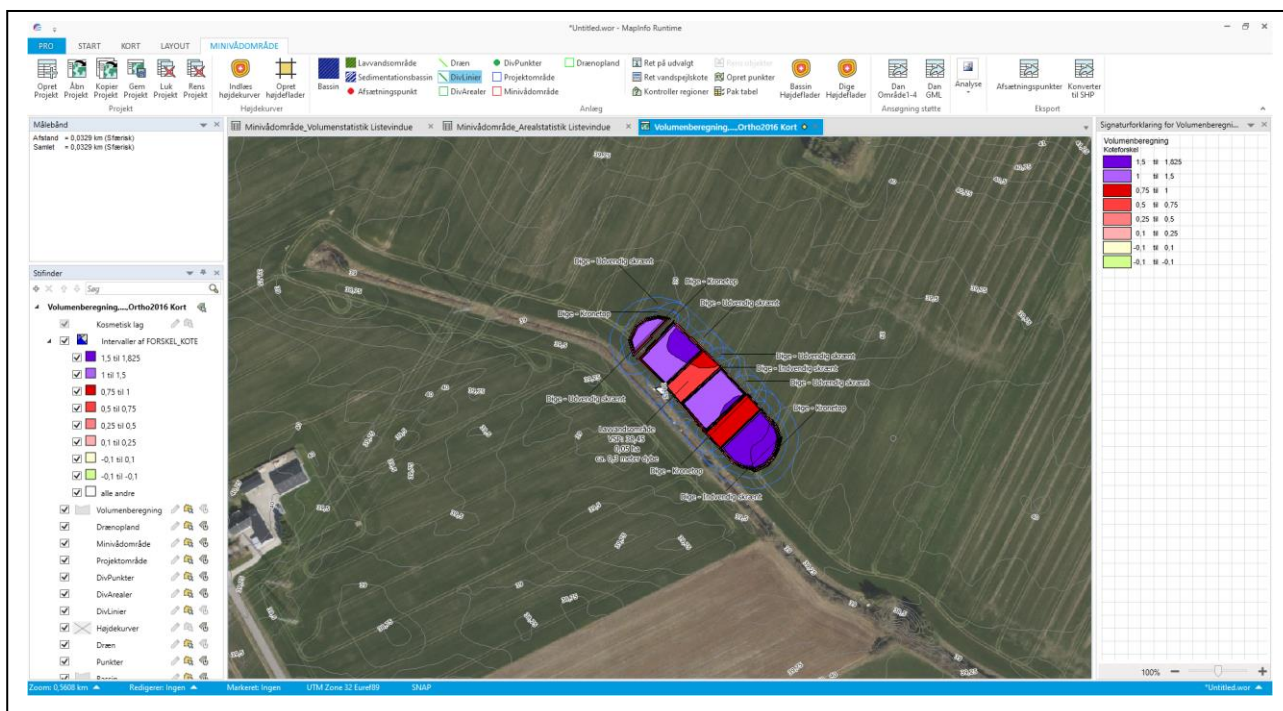 *Untitled.wor - MapInfo Runtime
PRO START KORT LAYOUT MINIVÅDOMRÅDE
Opret Projekt
Åbn Projekt
Kopier Projekt
Gem Projekt
Luk Projekt
Rens Projekt
Projekt
Indlæs højdekurver
Opret højdeflader
Højdekurver
Bassin
Lavvandsområde
Sedimentationsbassin
Afsætningspunkt
Dræn
DivLinier
DivArealer
DivPunkter
Projektområde
Minivådområde
Drænopland
Anlæg
Ret på udvalgt
Ret vandspejlskote
Kontroller regioner
Opret punkter
Pak tabel
Bassin Højdeflader
Dige Højdeflader
Dan Område1-4
Dan GML
Ansøgning støtte
Analyse
Afsætningspunkter
Konverter til SHP
Eksport
Målebånd
Afstand = 0,0329 km (Sfærisk)
Samlet = 0,0329 km (Sfærisk)
Minivådområde_Volumenstatistik Listevindue
Minivådområde_Arealstatistik Listevindue
Volumenberegning,...,Ortho2016 Kort
Stifinder
Søg
Volumenberegning,...,Ortho2016 Kort
Kosmetisk lag
Intervaller af FORSKEL_KOTE
1,5 til 1,825
1 til 1,5
0,75 til 1
0,5 til 0,75
0,25 til 0,5
0,1 til 0,25
-0,1 til 0,1
-0,1 til -0,1
alle andre
Volumenberegning
Drænopland
Minivådområde
Projektområde
DivPunkter
DivArealer
DivLinier
Højdekurver
Dræn
Punkter
Bassin
Dige - Udvendig skrænt
Dige - Kronetop
Dige - Udvendig skrænt
Dige - Kronetop
Dige - Udvendig skrænt
Dige - Indvendig skrænt
Dige - Udvendig skrænt
Dige - Udvendig skrænt
Dige - Kronetop
Lavvandsområde
VSP: 38,45
0,05 ha
ca. 0,3 meter dybe
Dige - Kronetop
Dige - Indvendig skrænt
Signaturforklaring for Volumenberegni...
Volumenberegning
Koteforskel
1,5 til 1,825
1 til 1,5
0,75 til 1
0,5 til 0,75
0,25 til 0,5
0,1 til 0,25
-0,1 til 0,1
-0,1 til -0,1
100%
Zoom: 0,5608 km
Redigerer: Ingen
Markeret: Ingen
UTM Zone 32 Euref89
SNAP
*Untitled.wor